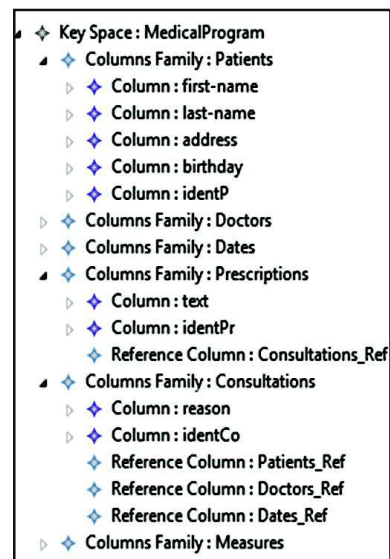 Key Space : MedicalProgram
Columns Family : Patients
Column : first-name
Column : last-name
Column : address
Column : birthday
Column : identP
Columns Family : Doctors
Columns Family : Dates
Columns Family : Prescriptions
Column : text
Column : identPr
Reference Column : Consultations_Ref
Columns Family : Consultations
Column : reason
Column : identCo
Reference Column : Patients_Ref
Reference Column : Doctors_Ref
Reference Column : Dates_Ref
Columns Family : Measures